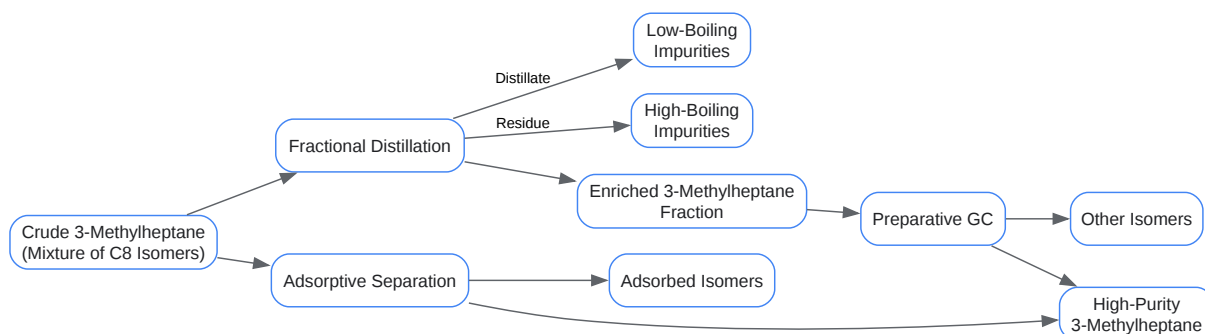 Low-Boiling
Impurities
Distillate
High-Boiling
Impurities
Residue
Fractional Distillation
Enriched 3-Methylheptane
Fraction
Preparative GC
Other Isomers
Crude 3-Methylheptane
(Mixture of C8 Isomers)
Adsorptive Separation
Adsorbed Isomers
High-Purity
3-Methylheptane